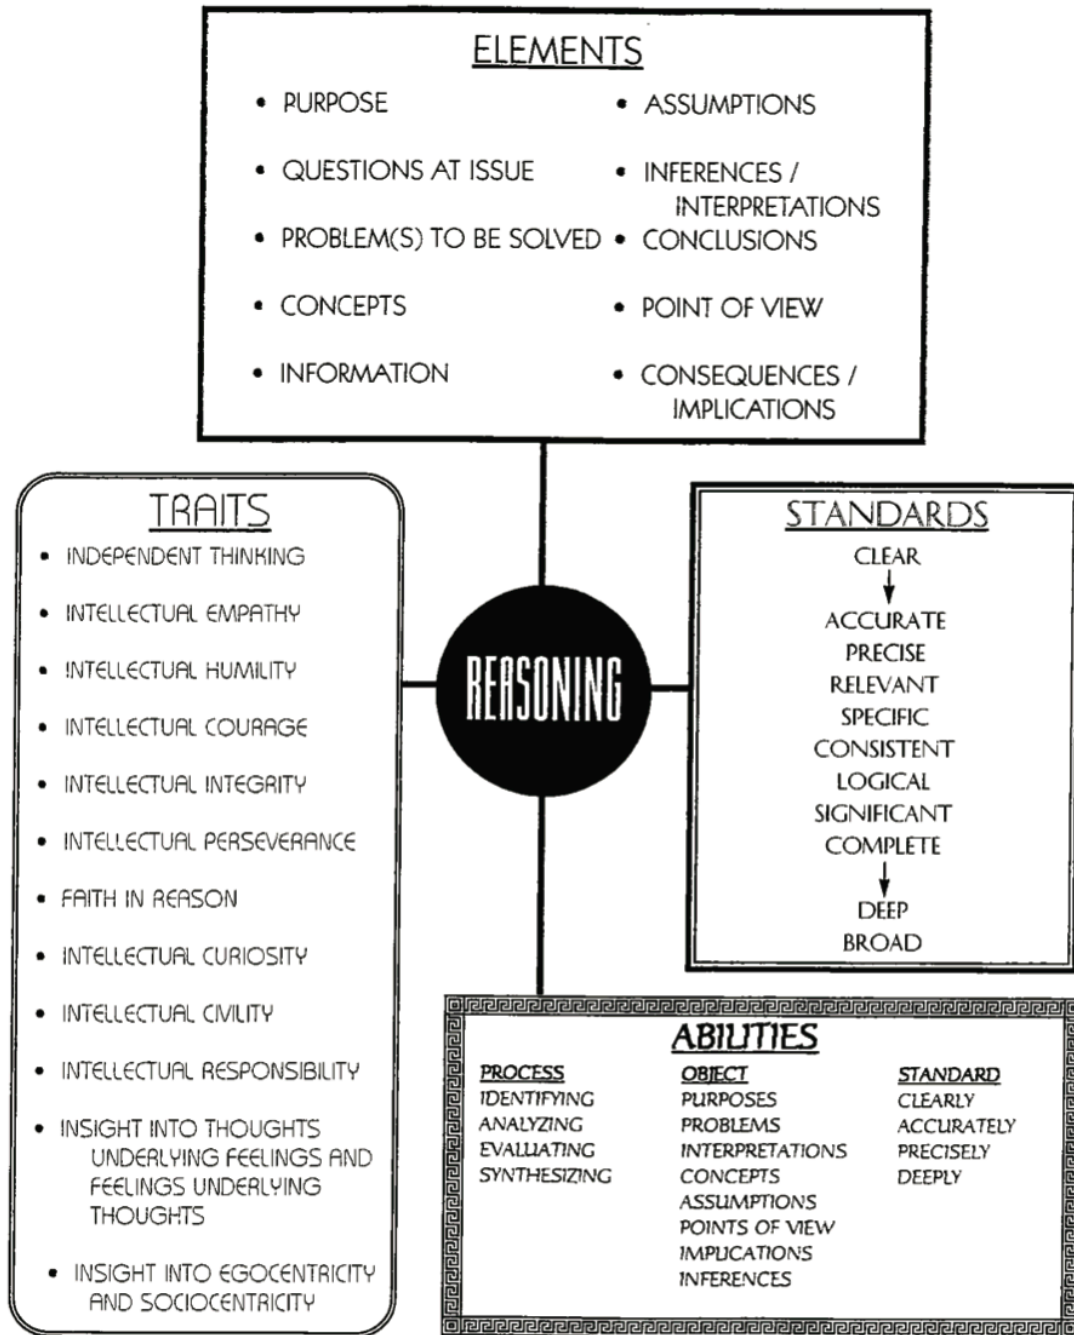 ELEMENTS
• PURPOSE
• QUESTIONS AT ISSUE
• PROBLEM(S) TO BE SOLVED
• CONCEPTS
• INFORMATION
• ASSUMPTIONS
• INFERENCES /
INTERPRETATIONS
• CONCLUSIONS
• POINT OF VIEW
• CONSEQUENCES /
IMPLICATIONS
TRAITS
• INDEPENDENT THINKING
• INTELLECTUAL EMPATHY
• INTELLECTUAL HUMILITY
• INTELLECTUAL COURAGE
• INTELLECTUAL INTEGRITY
• INTELLECTUAL PERSEVERANCE
• FAITH IN REASON
• INTELLECTUAL CURIOSITY
• INTELLECTUAL CIVILITY
• INTELLECTUAL RESPONSIBILITY
• INSIGHT INTO THOUGHTS
UNDERLYING FEELINGS AND
FEELINGS UNDERLYING
THOUGHTS
• INSIGHT INTO EGOCENTRICITY
AND SOCIOCENTRICITY
REASONING
STANDARDS
CLEAR
ACCURATE
PRECISE
RELEVANT
SPECIFIC
CONSISTENT
LOGICAL
SIGNIFICANT
COMPLETE
DEEP
BROAD
ABILITIES
PROCESS
IDENTIFYING
ANALYZING
EVALUATING
SYNTHESIZING
OBJECT
PURPOSES
PROBLEMS
INTERPRETATIONS
CONCEPTS
ASSUMPTIONS
POINTS OF VIEW
IMPLICATIONS
INFERENCES
STANDARD
CLEARLY
ACCURATELY
PRECISELY
DEEPLY